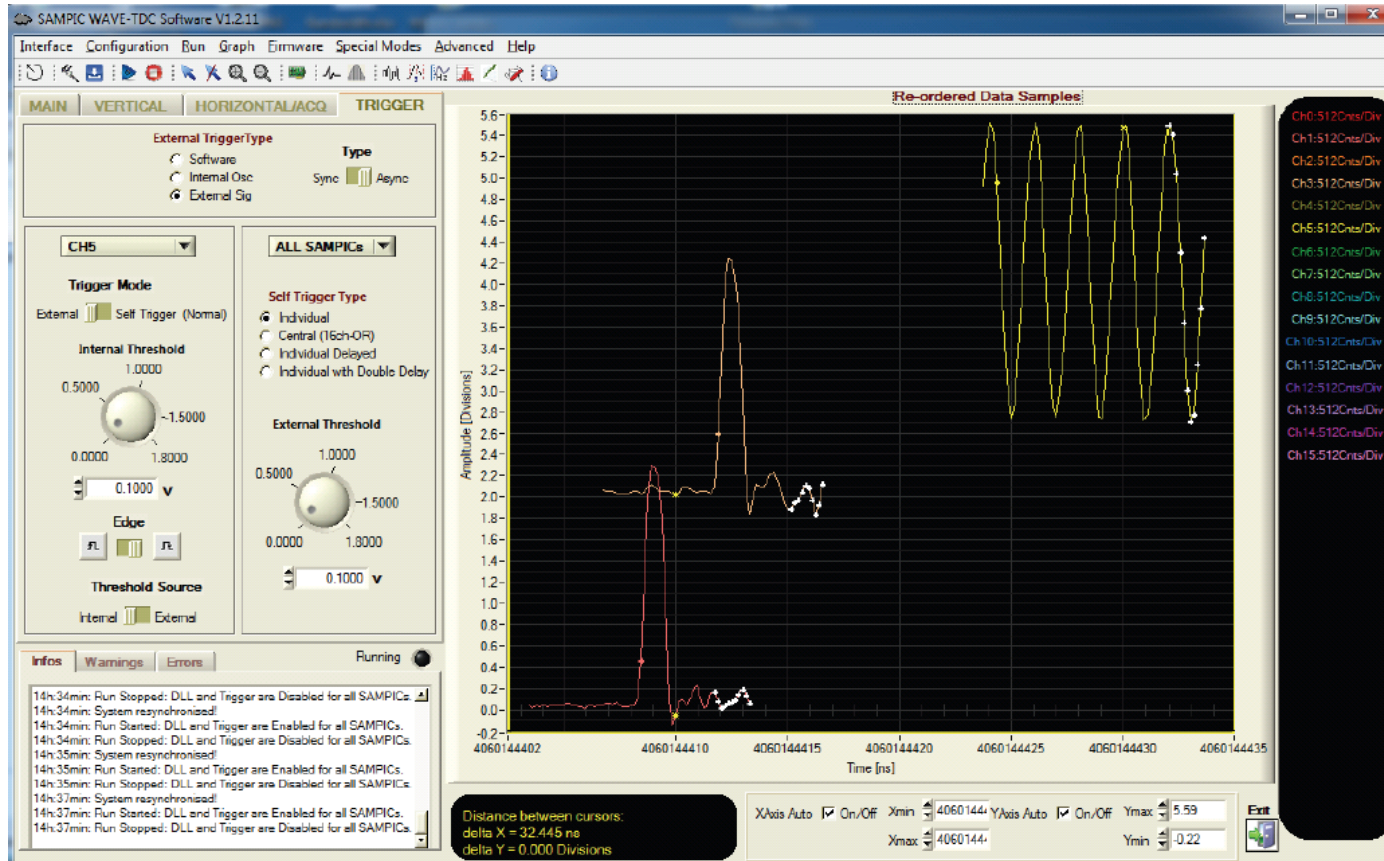 SAMPIC WAVE-TDC Software V1.2.11
Interface Configuration Run Graph Firmware Special Modes Advanced Help
MAIN VERTICAL HORIZONTAL/ACQ TRIGGER
External TriggerType
Software
Internal Osc
External Sig
Type
Sync Async
CH5
Trigger Mode
External Self Trigger (Normal)
Internal Threshold
1.0000
0.5000
1.5000
0.0000 1.8000
0.1000 V
Edge
Threshold Source
Internal External
ALL SAMPICs
Self Trigger Type
Individual
Central (16ch-OR)
Individual Delayed
Individual with Double Delay
External Threshold
1.0000
0.5000
1.5000
0.0000 1.8000
0.1000 V
Infos Warnings Errors
Running
14h:34min: Run Stopped: DLL and Trigger are Disabled for all SAMPICs.
14h:34min: System resynchronised!
14h:34min: Run Started: DLL and Trigger are Enabled for all SAMPICs.
14h:34min: Run Stopped: DLL and Trigger are Disabled for all SAMPICs.
14h:35min: System resynchronised!
14h:35min: Run Started: DLL and Trigger are Enabled for all SAMPICs.
14h:35min: Run Stopped: DLL and Trigger are Disabled for all SAMPICs.
14h:37min: System resynchronised!
14h:37min: Run Started: DLL and Trigger are Enabled for all SAMPICs.
14h:37min: Run Stopped: DLL and Trigger are Disabled for all SAMPICs.
Re-ordered Data Samples
Amplitude [Divisions]
5.6
5.4
5.2
5.0
4.8
4.6
4.4
4.2
4.0
3.8
3.6
3.4
3.2
3.0
2.8
2.6
2.4
2.2
2.0
1.8
1.6
1.4
1.2
1.0
0.8
0.6
0.4
0.2
0.0
-0.2
4060144402 4060144410 4060144415 4060144420 4060144425 4060144430 4060144435
Time [ns]
Ch0:512Cnts/Div
Ch1:512Cnts/Div
Ch2:512Cnts/Div
Ch3:512Cnts/Div
Ch4:512Cnts/Div
Ch5:512Cnts/Div
Ch6:512Cnts/Div
Ch7:512Cnts/Div
Ch8:512Cnts/Div
Ch9:512Cnts/Div
Ch10:512Cnts/Div
Ch11:512Cnts/Div
Ch12:512Cnts/Div
Ch13:512Cnts/Div
Ch14:512Cnts/Div
Ch15:512Cnts/Div
Distance between cursors:
delta X = 32.445 ns
delta Y = 0.000 Divisions
XAxis Auto On/Off Xmin 4060144 YAxis Auto On/Off Ymax 5.59
Xmax 4060144 Ymin -0.22
Exit